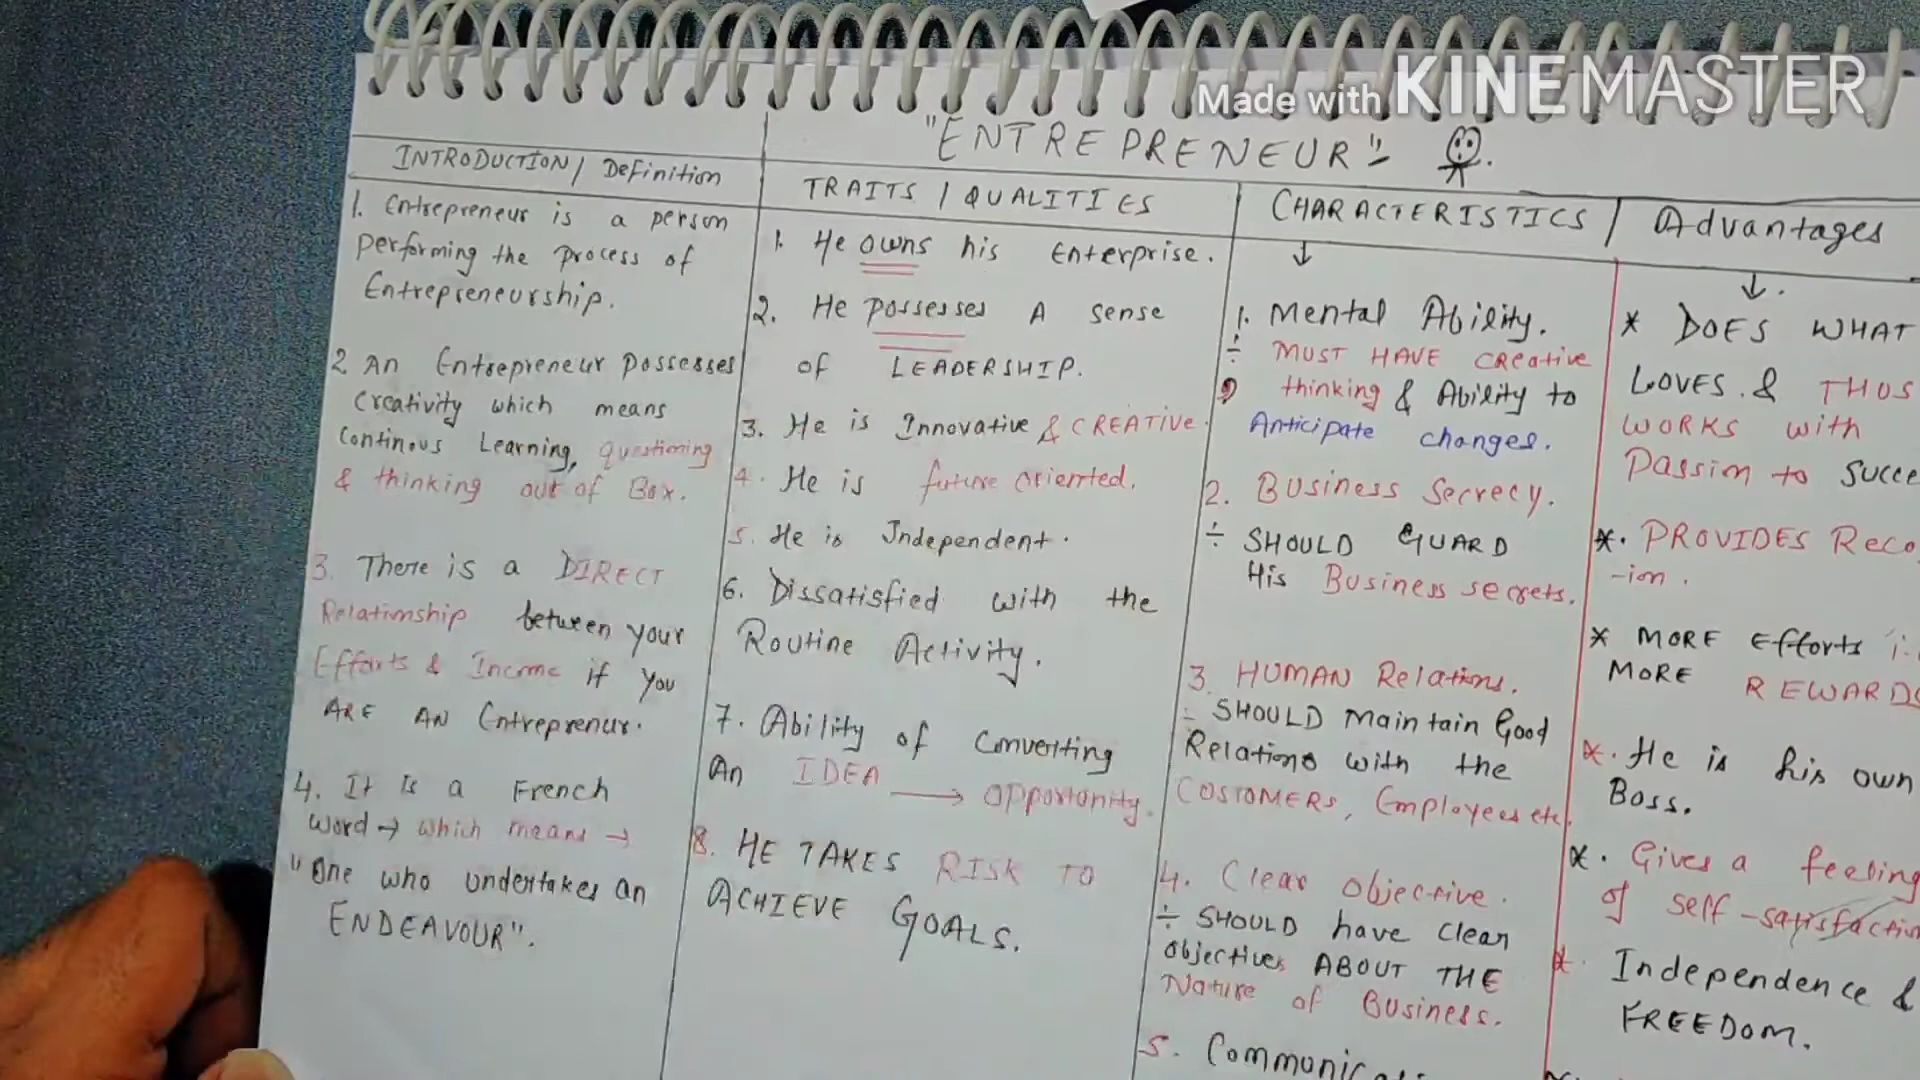 Made with KINEMASTER
"ENTREPRENEUR"
INTRODUCTION / Definition
1. Entrepreneur is a person
performing the process of
Entrepreneurship.
2 An Entrepreneur possesses
creativity which means
continous Learning, questioning
& thinking out of Box.
3. There is a DIRECT
Relationship between your
Efforts & Income if you
ARE AN Entreprenur.
4. It is a French
word → which means →
"One who undertakes an
ENDEAVOUR".
TRAITS / QUALITIES
1. He owns his Enterprise.
2. He possesses A sense
of LEADERSHIP.
3. He is Innovative & CREATIVE.
4. He is future oriented.
5. He is Independent.
6. Dissatisfied with the
Routine Activity.
7. Ability of converting
An IDEA → opportunity.
8. HE TAKES RISK TO
ACHIEVE GOALS.
CHARACTERISTICS /
↓
1. Mental Ability.
÷ MUST HAVE creative
thinking & Ability to
Anticipate changes.
2. Business Secrecy.
÷ SHOULD GUARD
His Business secrets.
3. HUMAN Relations.
÷ SHOULD maintain Good
Relations with the
COSTOMERS, Employees etc.
4. Clear objective.
÷ SHOULD have clear
objectives ABOUT THE
Nature of Business.
5. Communicati
Advantages
↓.
* DOES WHAT
LOVES. & THUS
WORKS with
Passion to succe
*. PROVIDES Reco
-ion.
* MORE Efforts i.
MORE REWARDS
*. He is his own
Boss.
*. Gives a feeling
of self-satisfaction
*. Independence &
FREEDOM.